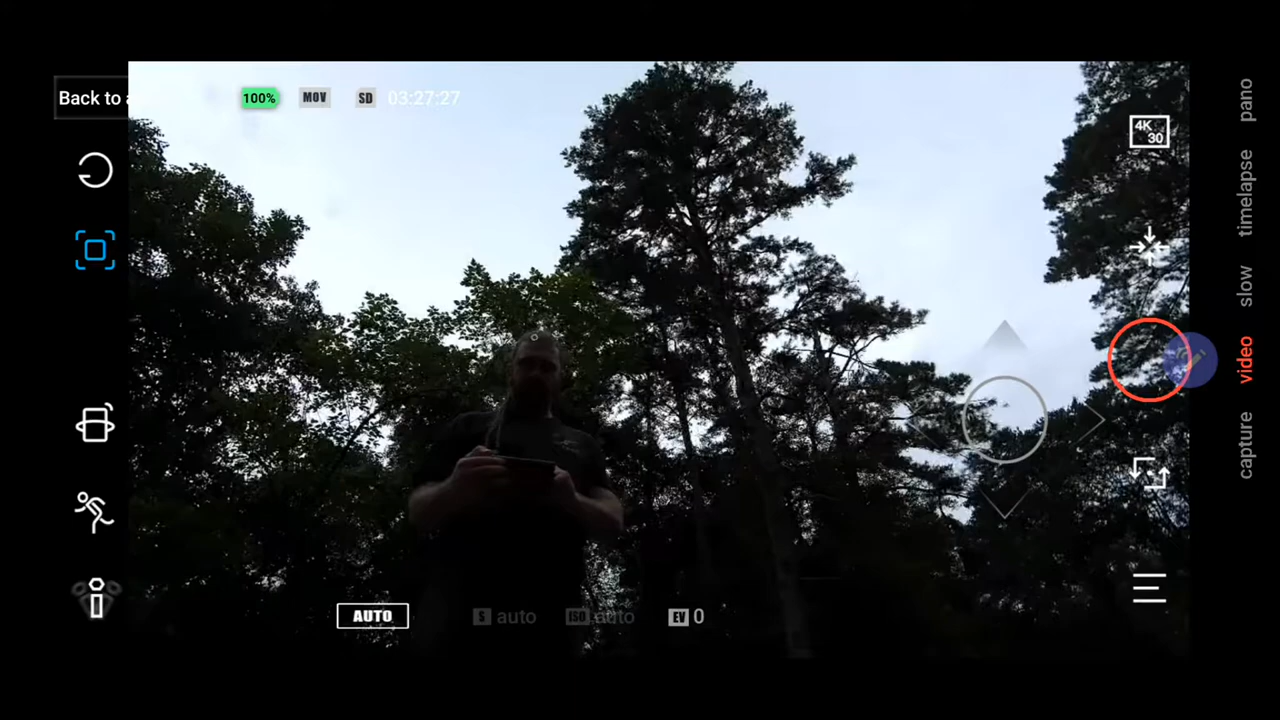 Back to
100% MOV SD 03:27:27
4K
30
pano
timelapse
slow
video
capture
AUTO S auto ISO auto EV 0